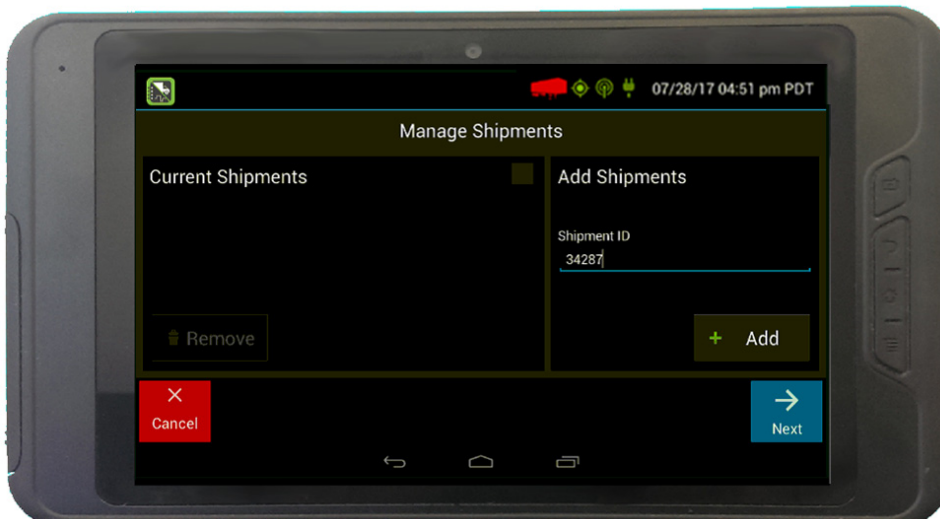 07/28/17 04:51 pm PDT
Manage Shipments
Current Shipments
Add Shipments
Shipment ID
34287
Remove
+ Add
Cancel
Next